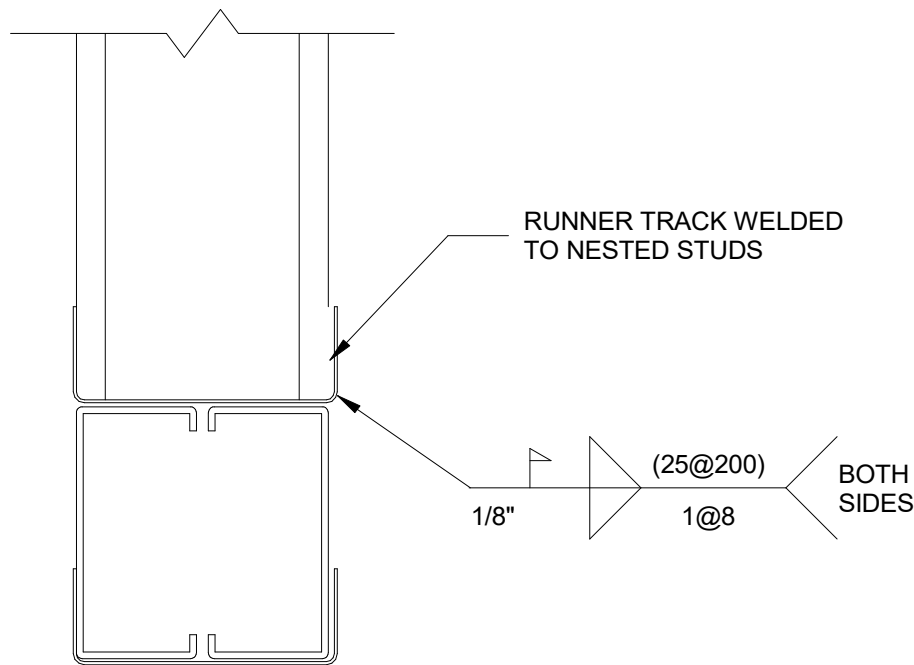 RUNNER TRACK WELDED
TO NESTED STUDS
(25@200)
1/8"
1@8
BOTH
SIDES